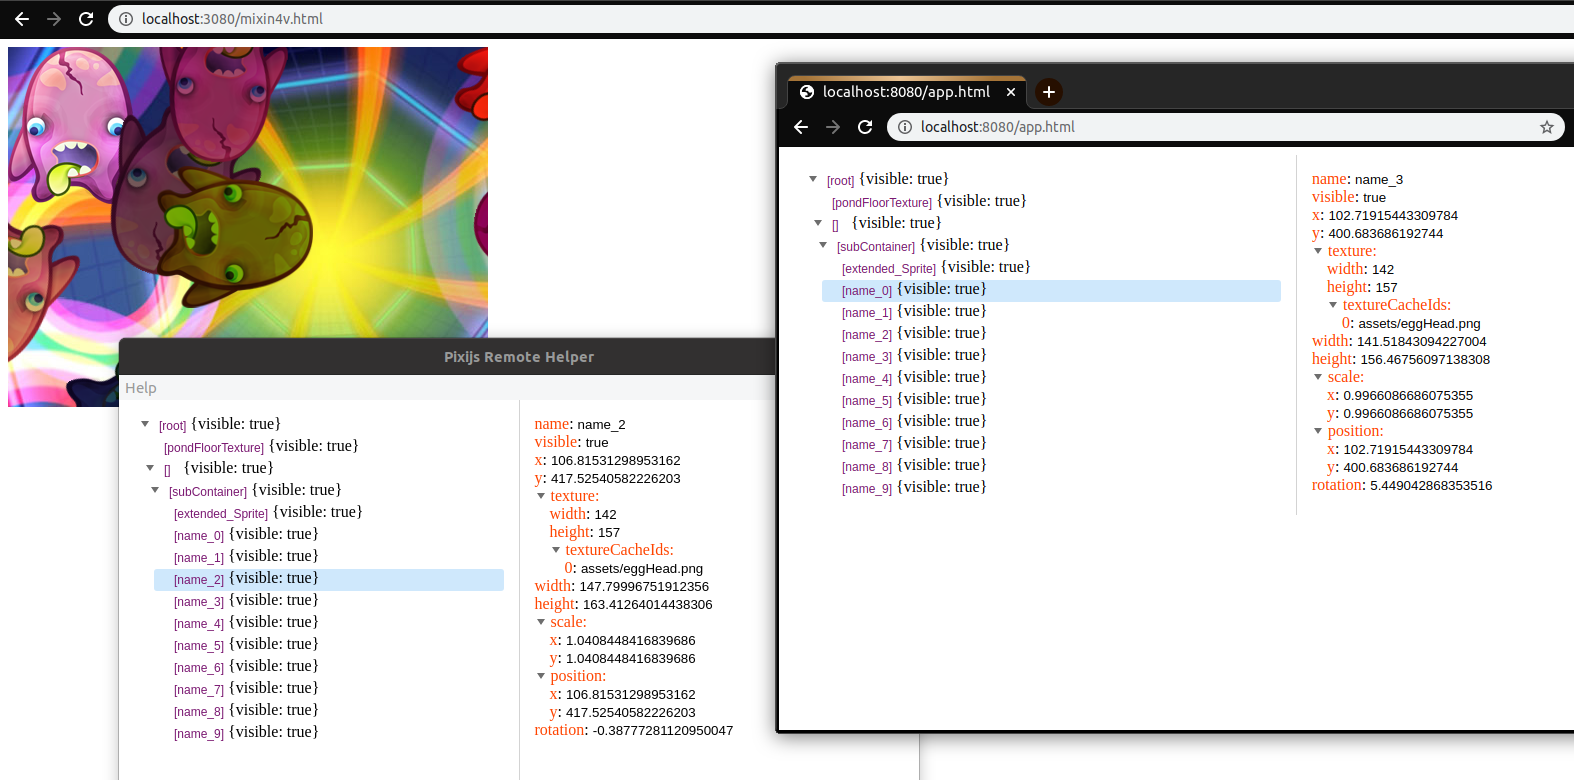 localhost:3080/mixin4v.html
localhost:8080/app.html
localhost:8080/app.html
[root] {visible: true}
[pondFloorTexture] {visible: true}
[] {visible: true}
[subContainer] {visible: true}
[extended_Sprite] {visible: true}
[name_0] {visible: true}
[name_1] {visible: true}
[name_2] {visible: true}
[name_3] {visible: true}
[name_4] {visible: true}
[name_5] {visible: true}
[name_6] {visible: true}
[name_7] {visible: true}
[name_8] {visible: true}
[name_9] {visible: true}
name: name_3
visible: true
x: 102.71915443309784
y: 400.683686192744
texture:
width: 142
height: 157
textureCacheIds:
0: assets/eggHead.png
width: 141.51843094227004
height: 156.46756097138308
scale:
x: 0.9966086686075355
y: 0.9966086686075355
position:
x: 102.71915443309784
y: 400.683686192744
rotation: 5.449042868353516
Pixijs Remote Helper
Help
[root] {visible: true}
[pondFloorTexture] {visible: true}
[] {visible: true}
[subContainer] {visible: true}
[extended_Sprite] {visible: true}
[name_0] {visible: true}
[name_1] {visible: true}
[name_2] {visible: true}
[name_3] {visible: true}
[name_4] {visible: true}
[name_5] {visible: true}
[name_6] {visible: true}
[name_7] {visible: true}
[name_8] {visible: true}
[name_9] {visible: true}
name: name_2
visible: true
x: 106.81531298953162
y: 417.52540582226203
texture:
width: 142
height: 157
textureCacheIds:
0: assets/eggHead.png
width: 147.79996751912356
height: 163.41264014438306
scale:
x: 1.0408448416839686
y: 1.0408448416839686
position:
x: 106.81531298953162
y: 417.52540582226203
rotation: -0.38777281120950047